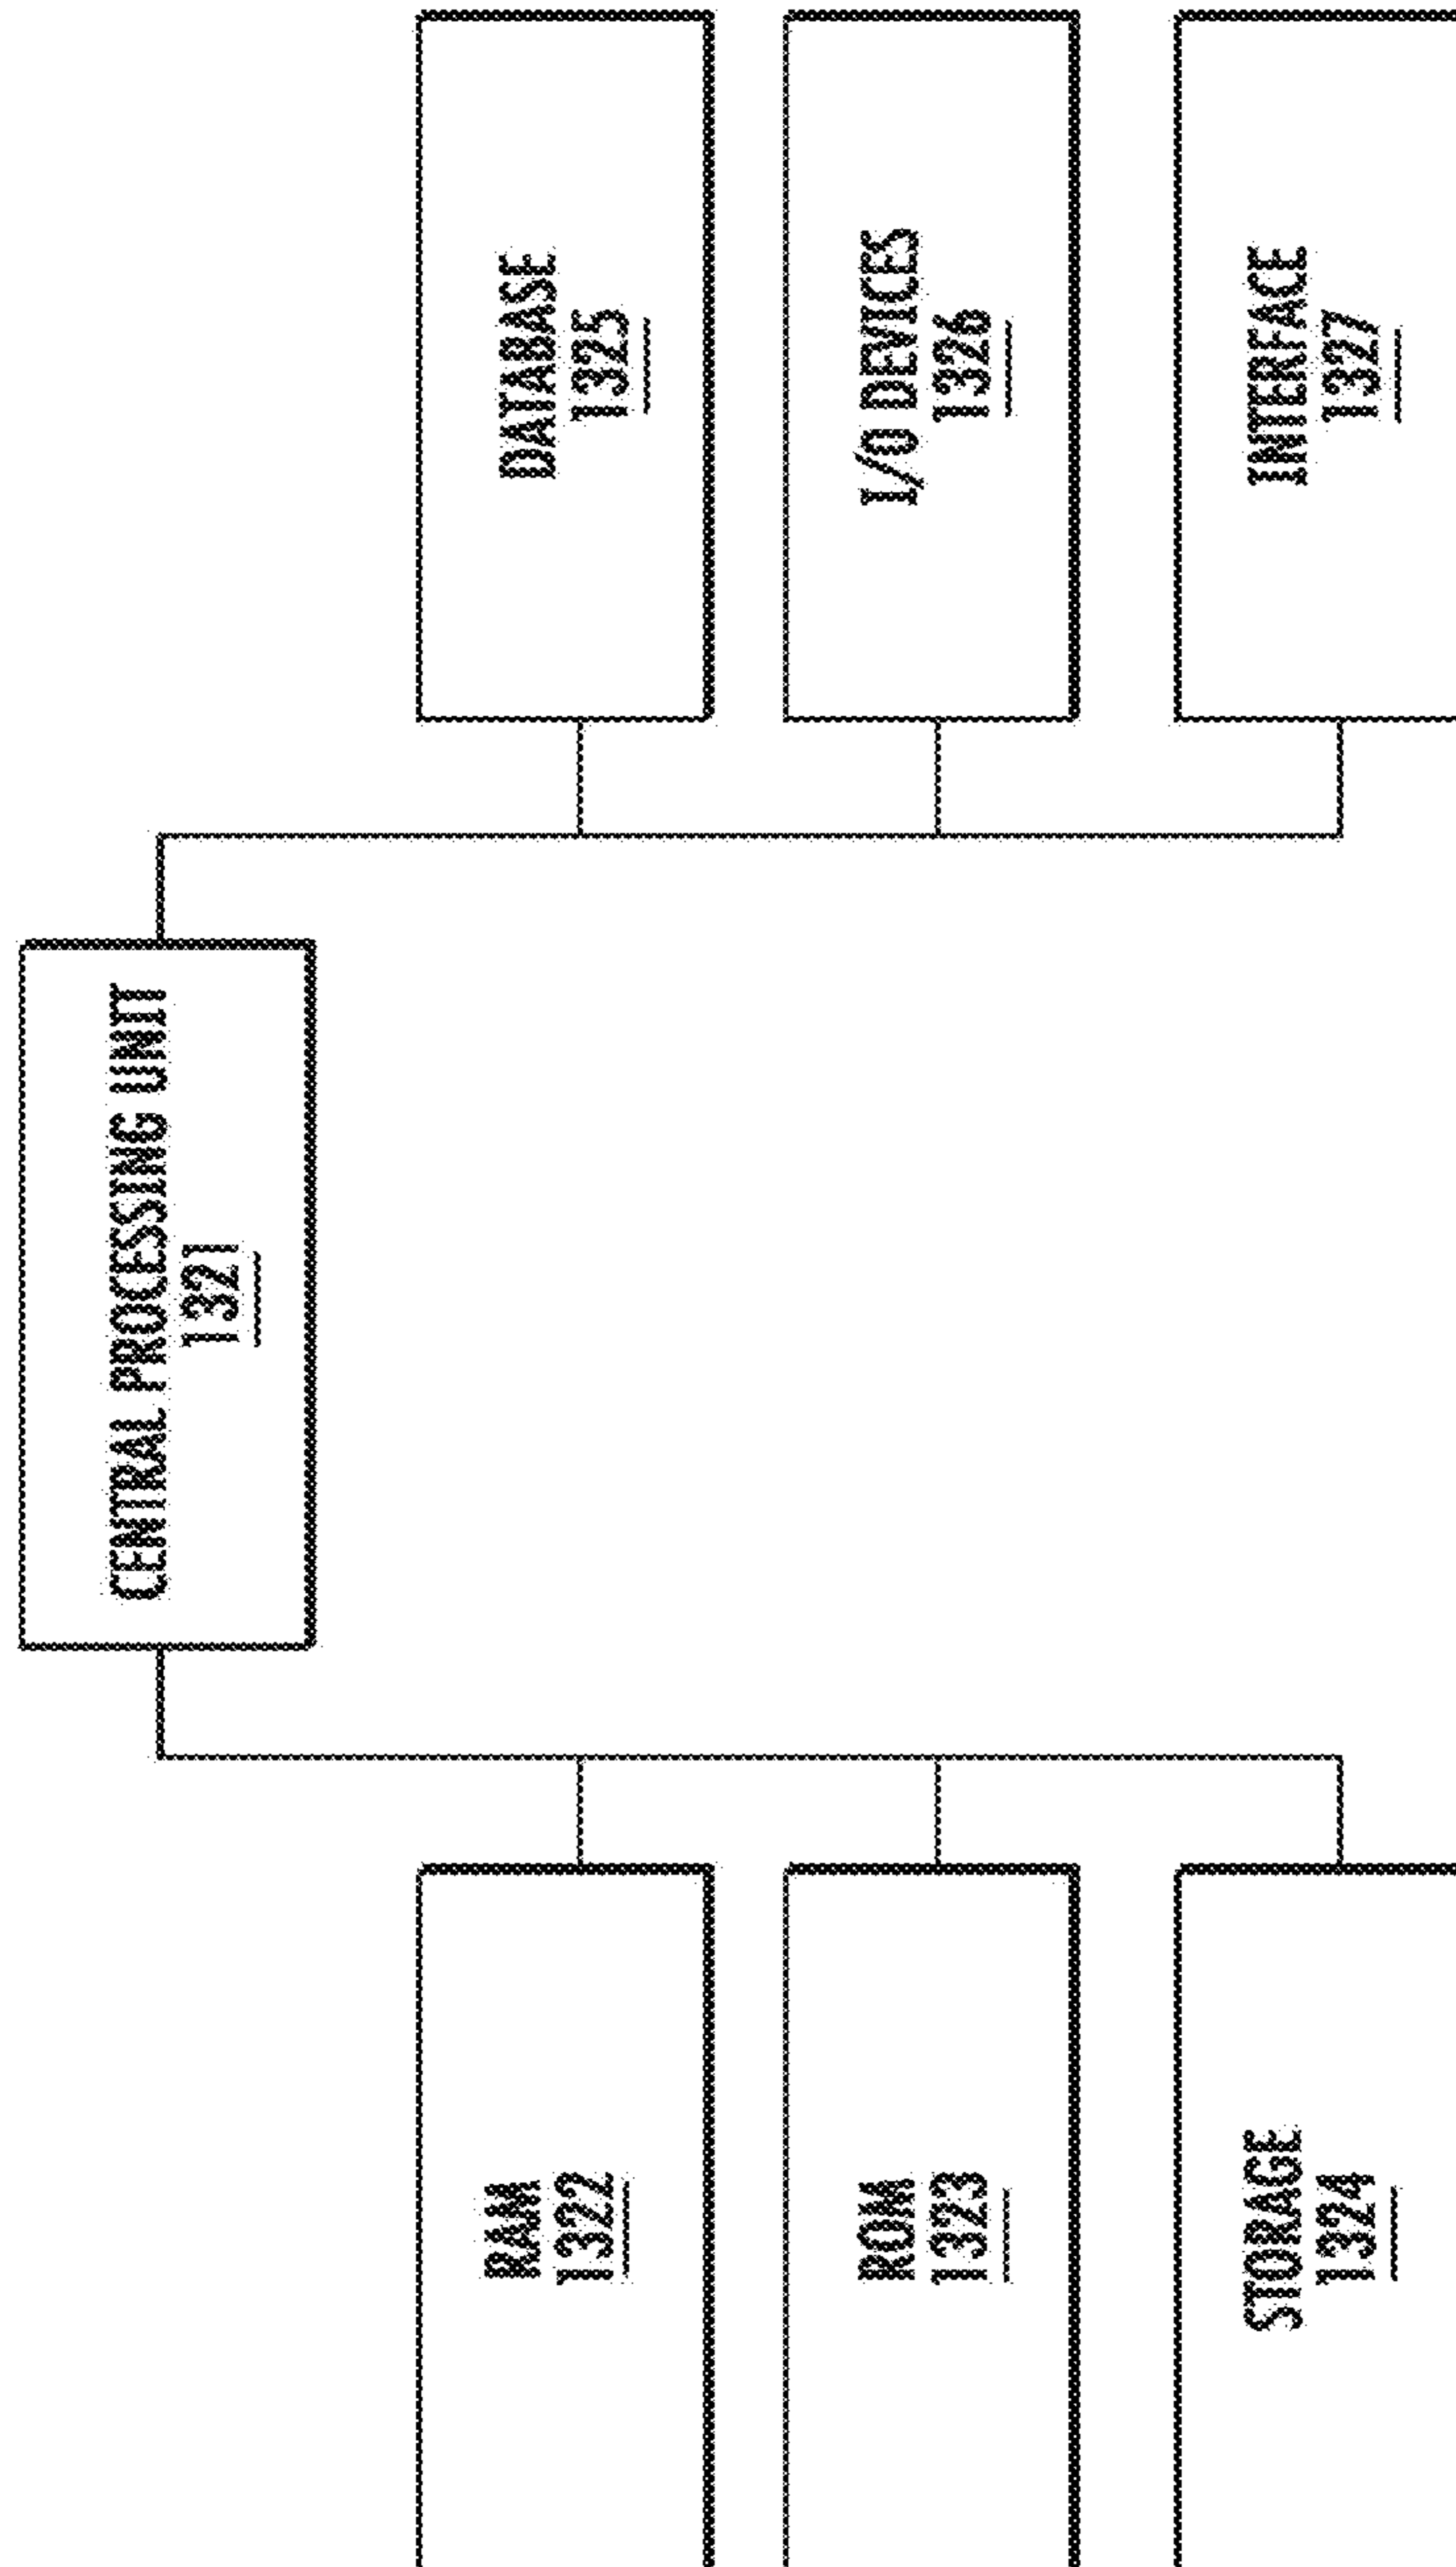 CENTRAL PROCESSING UNIT
1321
RAM
1322
DATABASE
1325
ROM
1323
I/O DEVICES
1326
STORAGE
1324
INTERFACE
1327